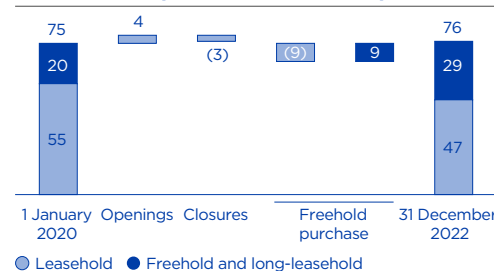 75
4
76
20
(3)
(9)
9
29
55
47
1 January
2020
Openings
Closures
Freehold
purchase
31 December
2022
Leasehold
Freehold and long-leasehold